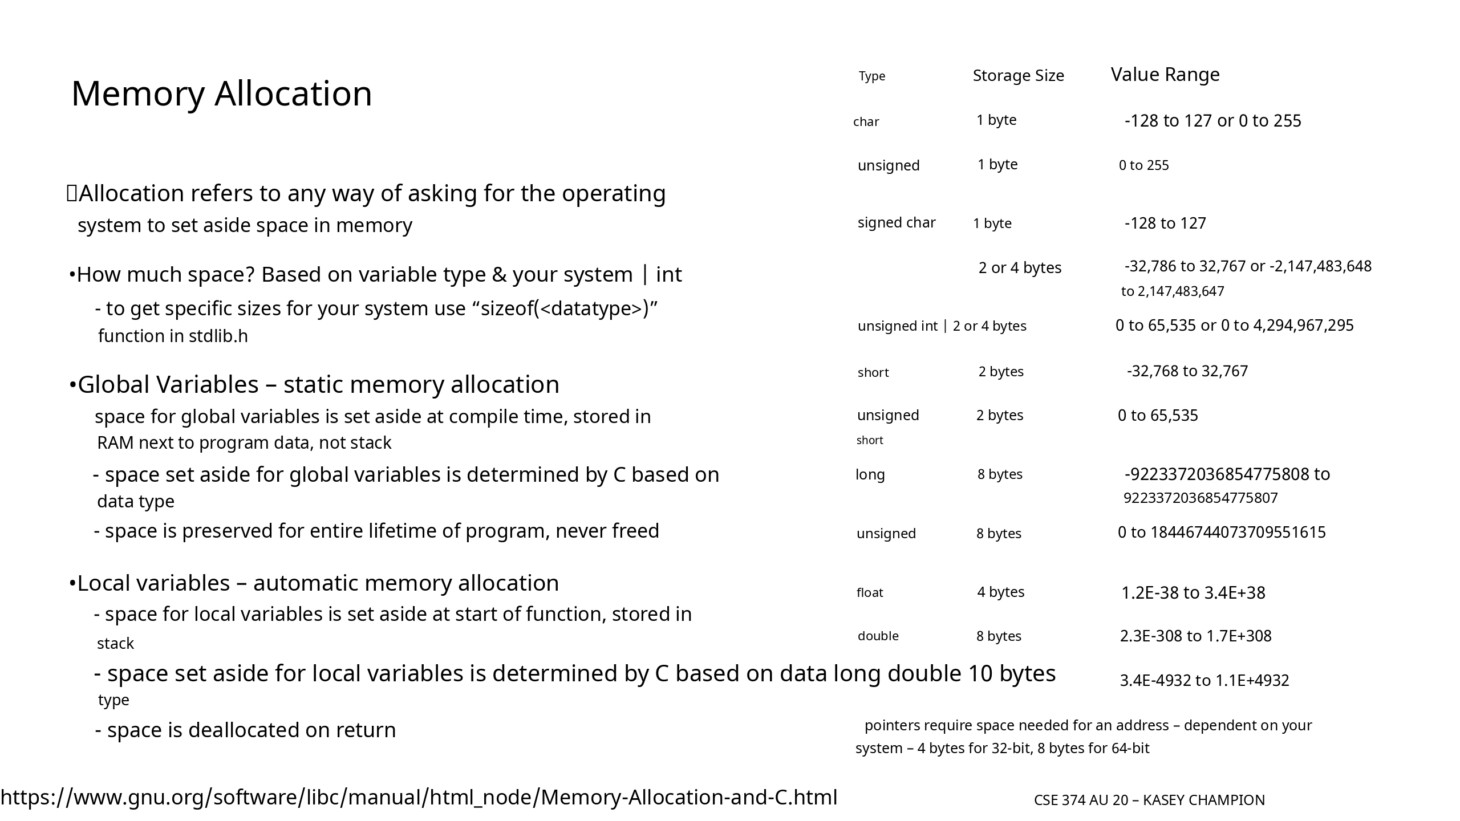 Memory Allocation
▯Allocation refers to any way of asking for the operating
system to set aside space in memory
•How much space? Based on variable type & your system | int
- to get specific sizes for your system use “sizeof(<datatype>)”
function in stdlib.h
•Global Variables – static memory allocation
space for global variables is set aside at compile time, stored in
RAM next to program data, not stack
- space set aside for global variables is determined by C based on
data type
- space is preserved for entire lifetime of program, never freed
•Local variables – automatic memory allocation
- space for local variables is set aside at start of function, stored in
stack
- space set aside for local variables is determined by C based on data long double 10 bytes
type
- space is deallocated on return
Type Storage Size Value Range
char 1 byte -128 to 127 or 0 to 255
unsigned 1 byte 0 to 255
signed char 1 byte -128 to 127
2 or 4 bytes -32,786 to 32,767 or -2,147,483,648
to 2,147,483,647
unsigned int | 2 or 4 bytes 0 to 65,535 or 0 to 4,294,967,295
short 2 bytes -32,768 to 32,767
unsigned 2 bytes 0 to 65,535
short
long 8 bytes -9223372036854775808 to
9223372036854775807
unsigned 8 bytes 0 to 18446744073709551615
float 4 bytes 1.2E-38 to 3.4E+38
double 8 bytes 2.3E-308 to 1.7E+308
3.4E-4932 to 1.1E+4932
pointers require space needed for an address – dependent on your
system – 4 bytes for 32-bit, 8 bytes for 64-bit
https://www.gnu.org/software/libc/manual/html_node/Memory-Allocation-and-C.html
CSE 374 AU 20 – KASEY CHAMPION